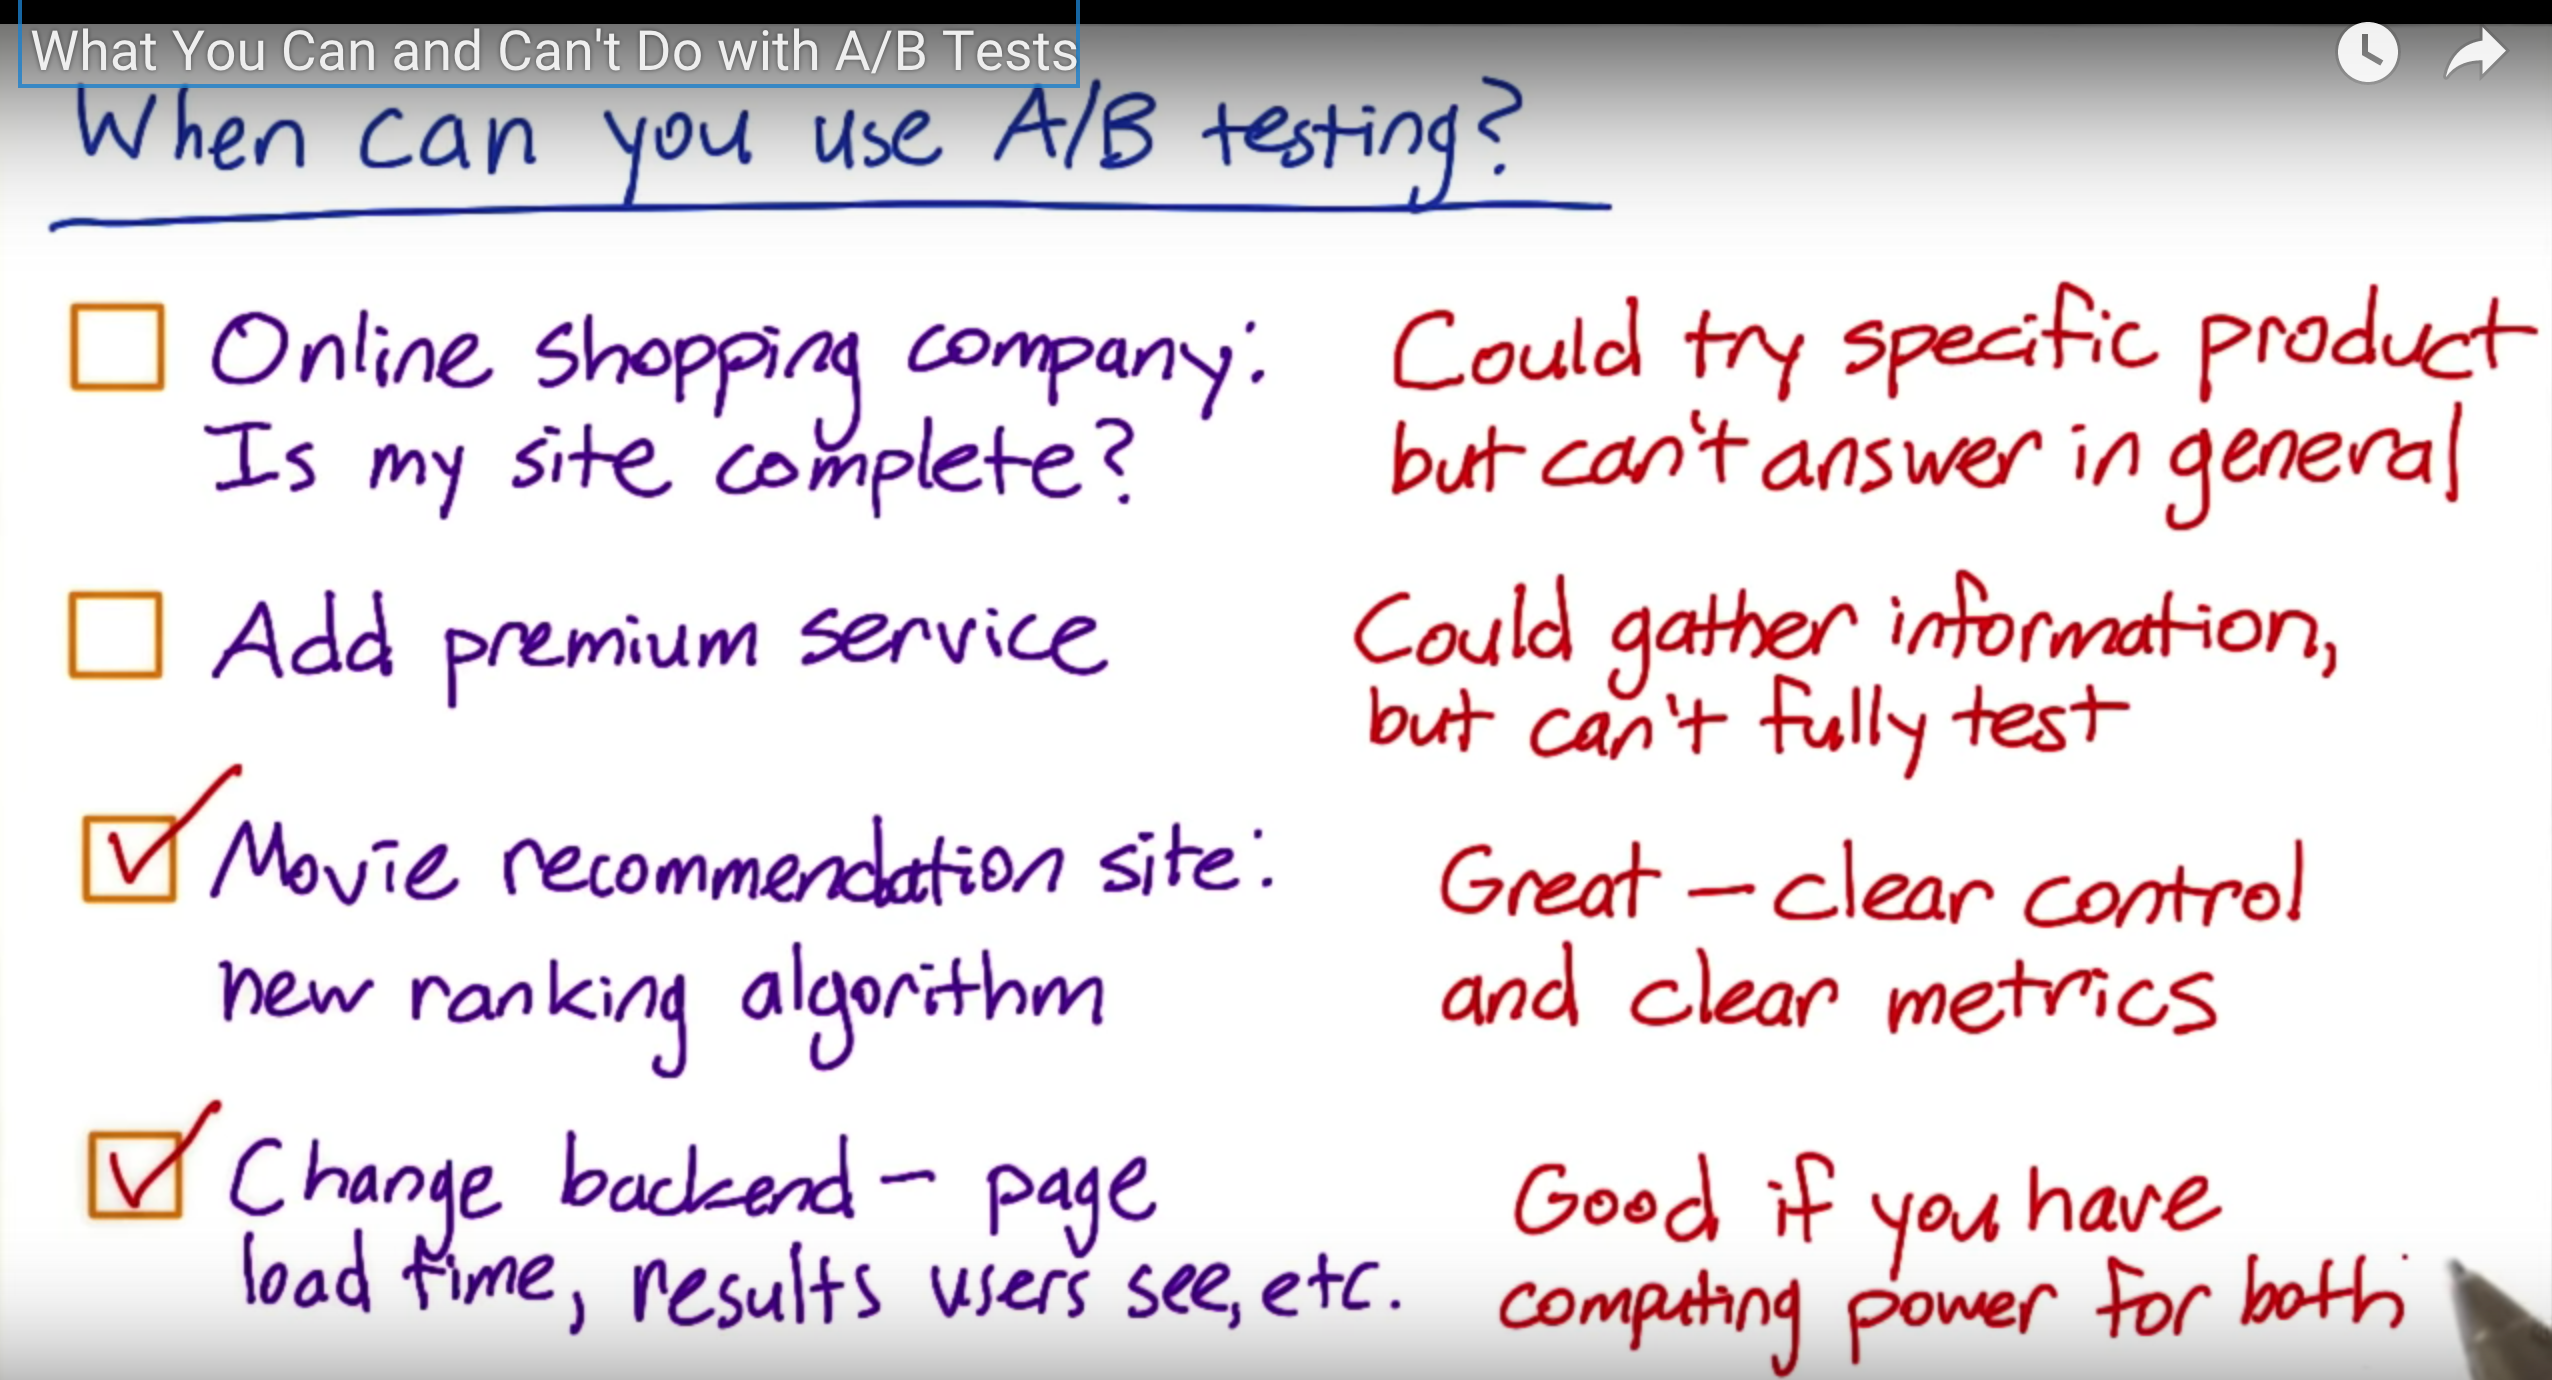 What You Can and Can't Do with A/B Tests
When can you use A/B testing?
Online shopping company:
Is my site complete?
Could try specific product
but can't answer in general
Add premium service
Could gather information,
but can't fully test
Movie recommendation site:
new ranking algorithm
Great – clear control
and clear metrics
Change backend – page
load time, results users see, etc.
Good if you have
computing power for both